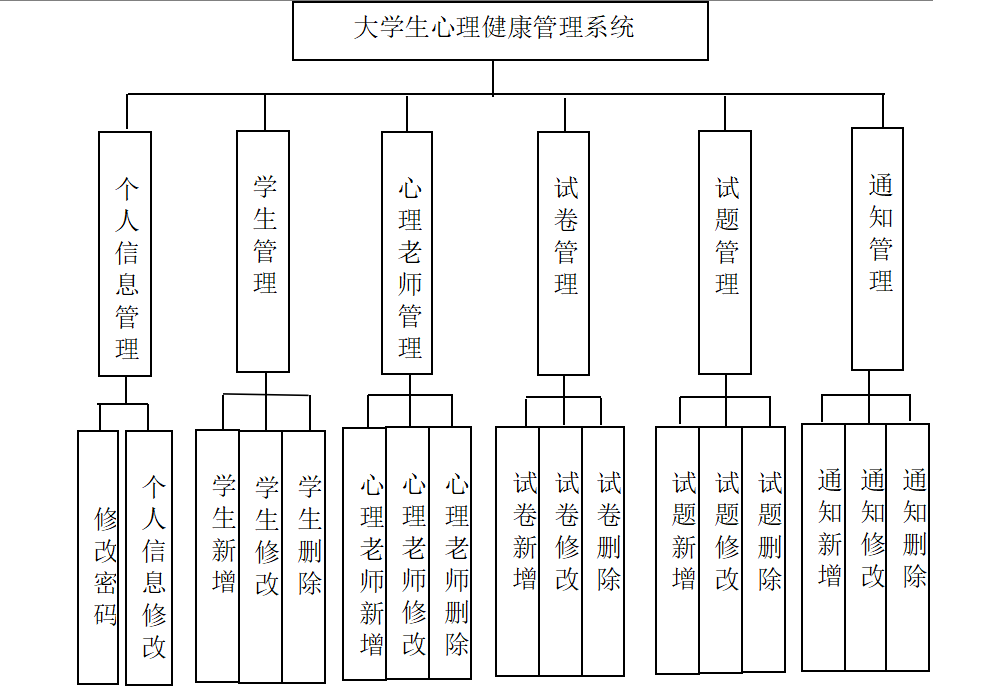 大学生心理健康管理系统
个人信息管理
学生管理
心理老师管理
试卷管理
试题管理
通知管理
修改密码
个人信息修改
学生新增
学生修改
学生删除
心理老师新增
心理老师修改
心理老师删除
试卷新增
试卷修改
试卷删除
试题新增
试题修改
试题删除
通知新增
通知修改
通知删除